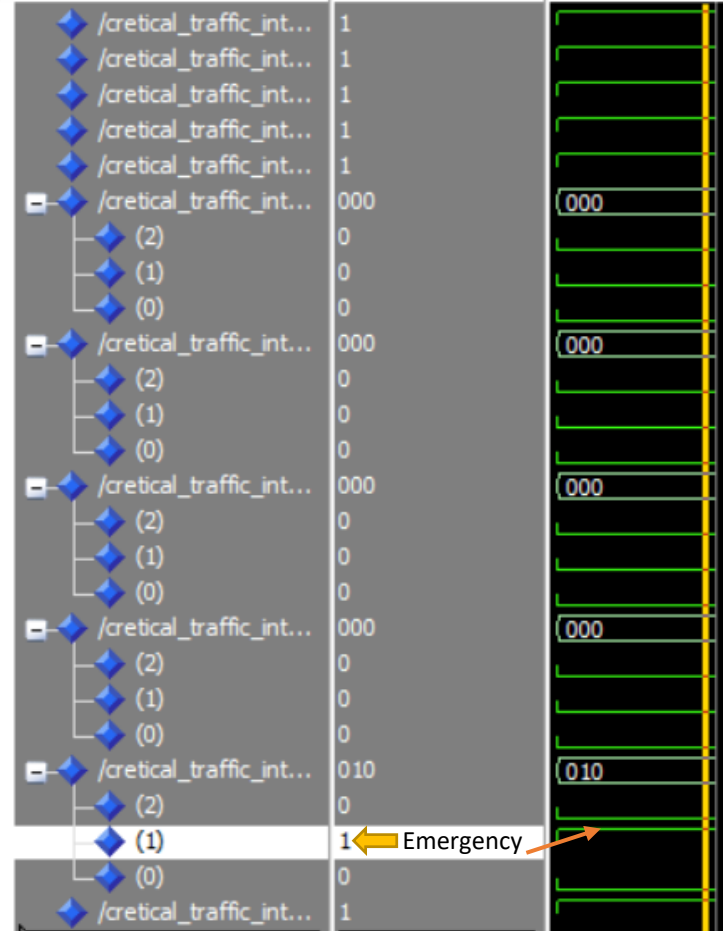 /cretical_traffic_int... 1
/cretical_traffic_int... 1
/cretical_traffic_int... 1
/cretical_traffic_int... 1
/cretical_traffic_int... 1
/cretical_traffic_int... 000 000
(2) 0
(1) 0
(0) 0
/cretical_traffic_int... 000 000
(2) 0
(1) 0
(0) 0
/cretical_traffic_int... 000 000
(2) 0
(1) 0
(0) 0
/cretical_traffic_int... 000 000
(2) 0
(1) 0
(0) 0
/cretical_traffic_int... 010 010
(2) 0
(1) 1 Emergency
(0) 0
/cretical_traffic_int... 1